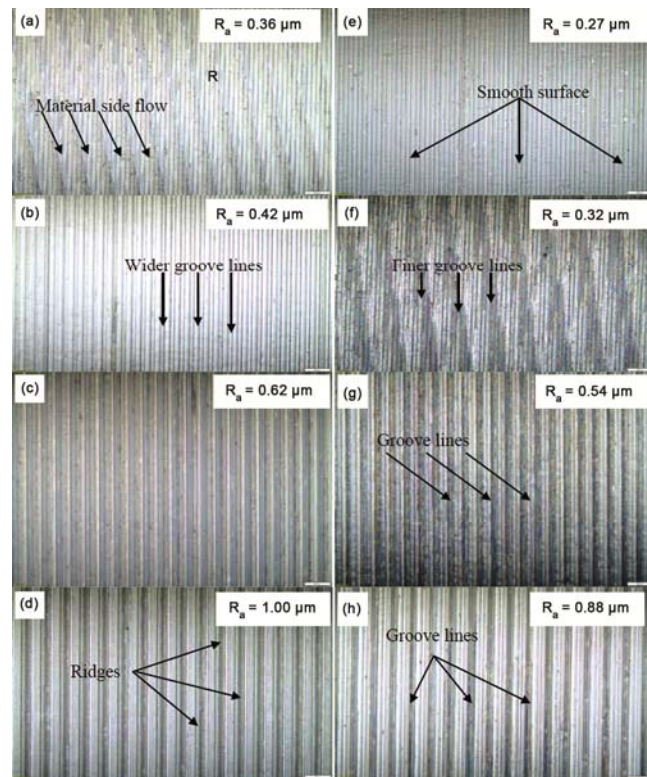 (a)
Ra = 0.36 µm
R
Material side flow
(e)
Ra = 0.27 µm
Smooth surface
(b)
Ra = 0.42 µm
Wider groove lines
(f)
Ra = 0.32 µm
Finer groove lines
(c)
Ra = 0.62 µm
(g)
Ra = 0.54 µm
Groove lines
(d)
Ra = 1.00 µm
Ridges
(h)
Ra = 0.88 µm
Groove lines